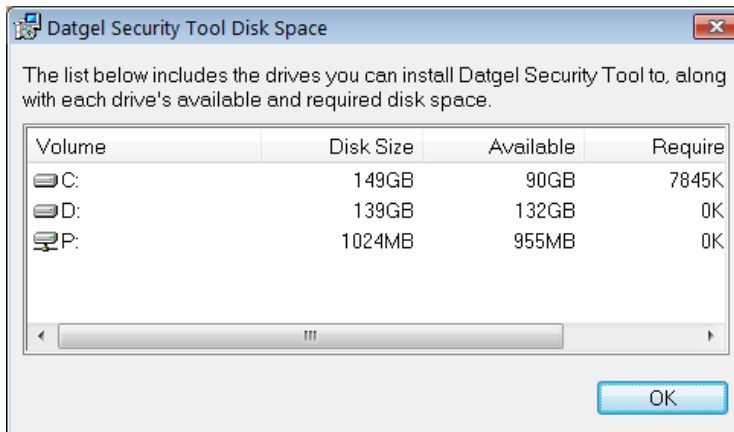 Datgel Security Tool Disk Space
The list below includes the drives you can install Datgel Security Tool to, along
with each drive's available and required disk space.
Volume Disk Size Available Require
C: 149GB 90GB 7845K
D: 139GB 132GB 0K
P: 1024MB 955MB 0K
OK